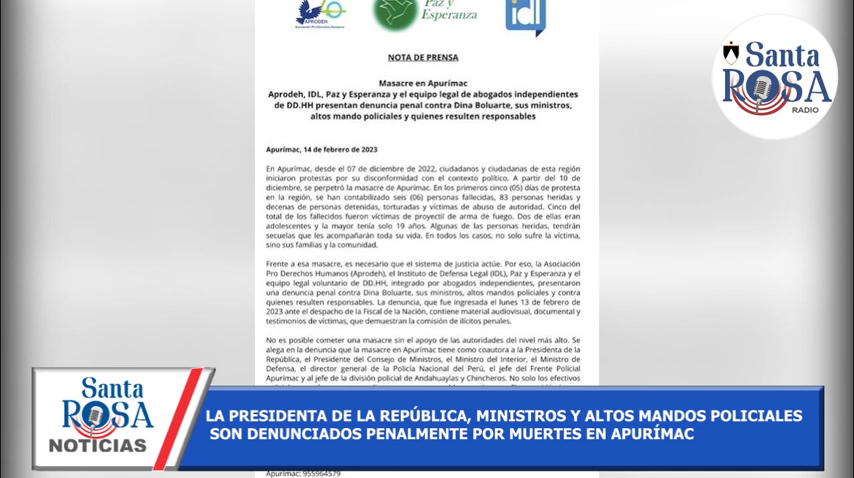 APRODEH
Paz y
Esperanza
idl
Santa
ROSA
RADIO
NOTA DE PRENSA
Masacre en Apurímac
Aprodeh, IDL, Paz y Esperanza y el equipo legal de abogados independientes
de DD.HH presentan denuncia penal contra Dina Boluarte, sus ministros,
altos mando policiales y quienes resulten responsables
Apurímac, 14 de febrero de 2023
En Apurímac, desde el 07 de diciembre de 2022, ciudadanos y ciudadanas de esta región
iniciaron protestas por su disconformidad con el contexto político. A partir del 10 de
diciembre, se perpetró la masacre de Apurímac. En los primeros cinco (05) días de protesta
en la región, se han contabilizado seis (06) personas fallecidas, 83 personas heridas y
decenas de personas detenidas, torturadas y víctimas de abuso de autoridad. Cinco del
total de los fallecidos fueron víctimas de proyectil de arma de fuego. Dos de ellas eran
adolescentes y la mayor tenía solo 19 años. Algunas de las personas heridas, tendrán
secuelas que les acompañarán toda su vida. En todos los casos, no solo sufre la víctima,
sino sus familias y la comunidad.
Frente a esa masacre, es necesario que el sistema de justicia actúe. Por eso, la Asociación
Pro Derechos Humanos (Aprodeh), el Instituto de Defensa Legal (IDL), Paz y Esperanza y el
equipo legal voluntario de DD.HH, integrado por abogados independientes, presentaron
una denuncia penal contra Dina Boluarte, sus ministros, altos mandos policiales y contra
quienes resulten responsables. La denuncia, que fue ingresada el lunes 13 de febrero de
2023 ante el despacho de la Fiscal de la Nación, contiene material audiovisual, documental y
testimonios de víctimas, que demuestran la comisión de ilícitos penales.
No es posible cometer una masacre sin el apoyo de las autoridades del nivel más alto. Se
alega en la denuncia que la masacre en Apurímac tiene como coautora a la Presidenta de la
República, el Presidente del Consejo de Ministros, el Ministro del Interior, el Ministro de
Defensa, el director general de la Policía Nacional del Perú, el jefe del Frente Policial
Apurímac y al jefe de la división policial de Andahuaylas y Chincheros. No solo los efectivos
Santa
ROSA
NOTICIAS
LA PRESIDENTA DE LA REPÚBLICA, MINISTROS Y ALTOS MANDOS POLICIALES
SON DENUNCIADOS PENALMENTE POR MUERTES EN APURÍMAC
Apurímac: 955964579